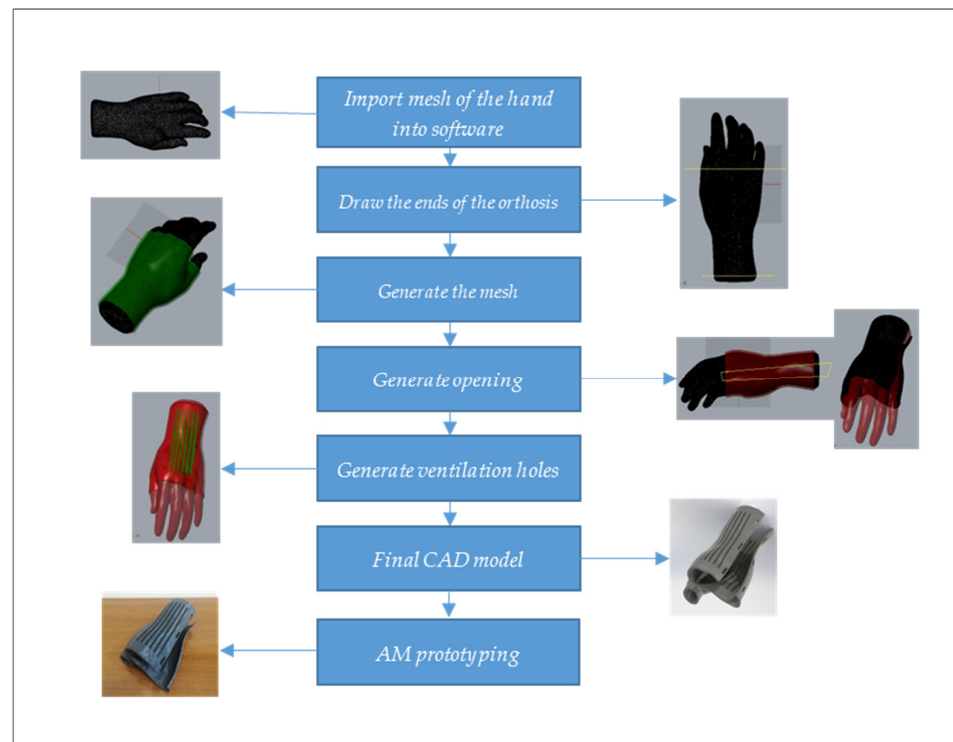 Import mesh of the hand
into software
Draw the ends of the orthosis
Generate the mesh
Generate opening
Generate ventilation holes
Final CAD model
AM prototyping